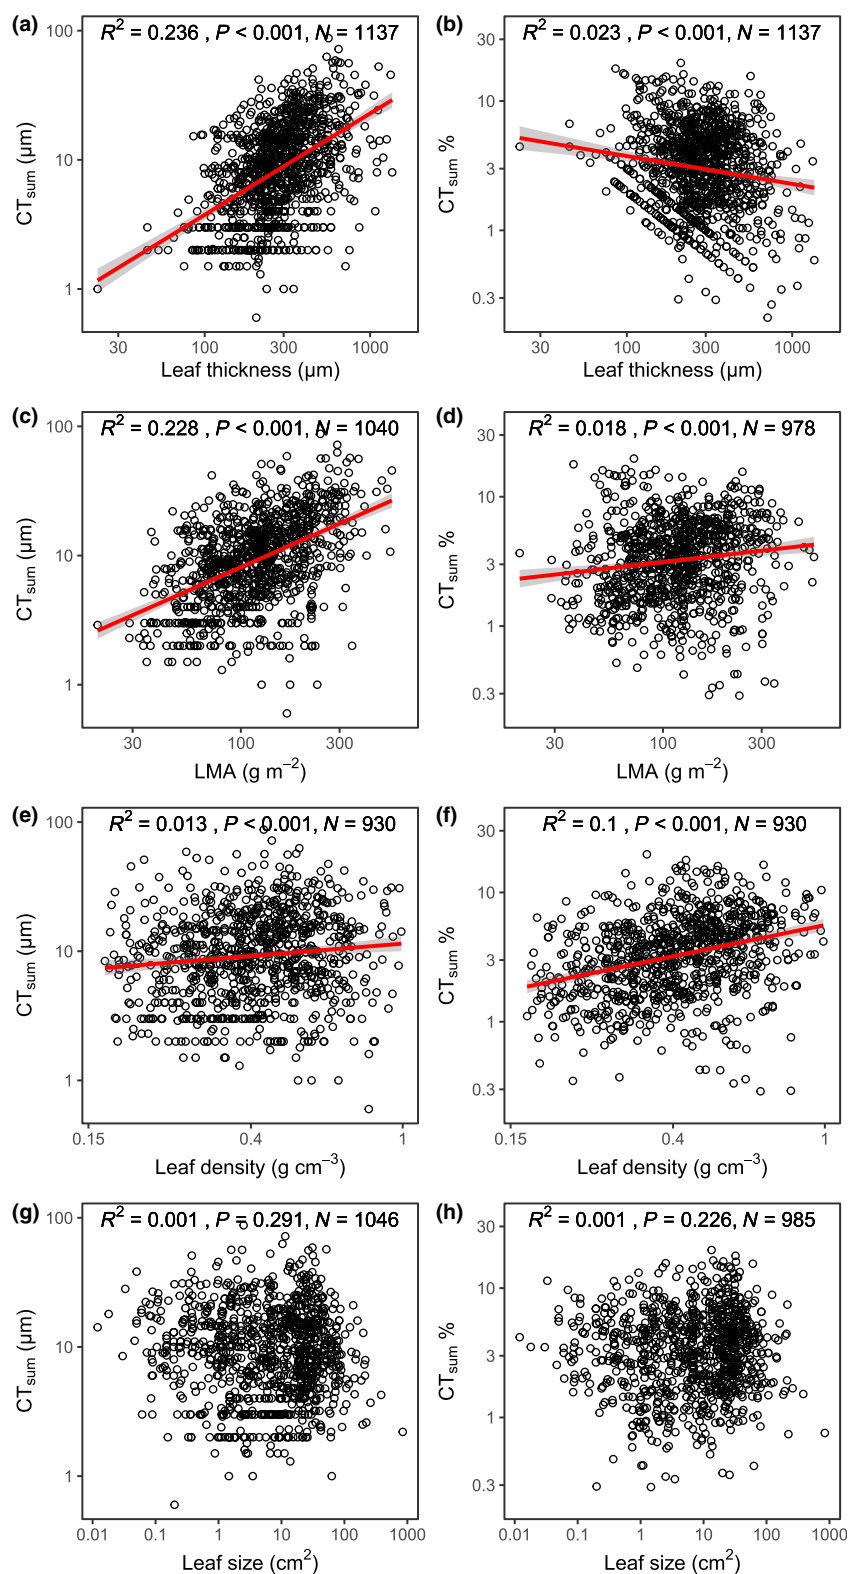 (a)
R² = 0.236 , P < 0.001, N = 1137
100
10
1
CTsum (µm)
30 100 300 1000
Leaf thickness (µm)
(b)
R² = 0.023 , P < 0.001, N = 1137
30
10
3
1
0.3
CTsum %
30 100 300 1000
Leaf thickness (µm)
(c)
R² = 0.228 , P < 0.001, N = 1040
100
10
1
CTsum (µm)
30 100 300
LMA (g m⁻²)
(d)
R² = 0.018 , P < 0.001, N = 978
30
10
3
1
0.3
CTsum %
30 100 300
LMA (g m⁻²)
(e)
R² = 0.013 , P < 0.001, N = 930
100
10
1
CTsum (µm)
0.15 0.4 1
Leaf density (g cm⁻³)
(f)
R² = 0.1 , P < 0.001, N = 930
30
10
3
1
0.3
CTsum %
0.15 0.4 1
Leaf density (g cm⁻³)
(g)
R² = 0.001 , P = 0.291, N = 1046
100
10
1
CTsum (µm)
0.01 0.1 1 10 100 1000
Leaf size (cm²)
(h)
R² = 0.001 , P = 0.226, N = 985
30
10
3
1
0.3
CTsum %
0.01 0.1 1 10 100 1000
Leaf size (cm²)